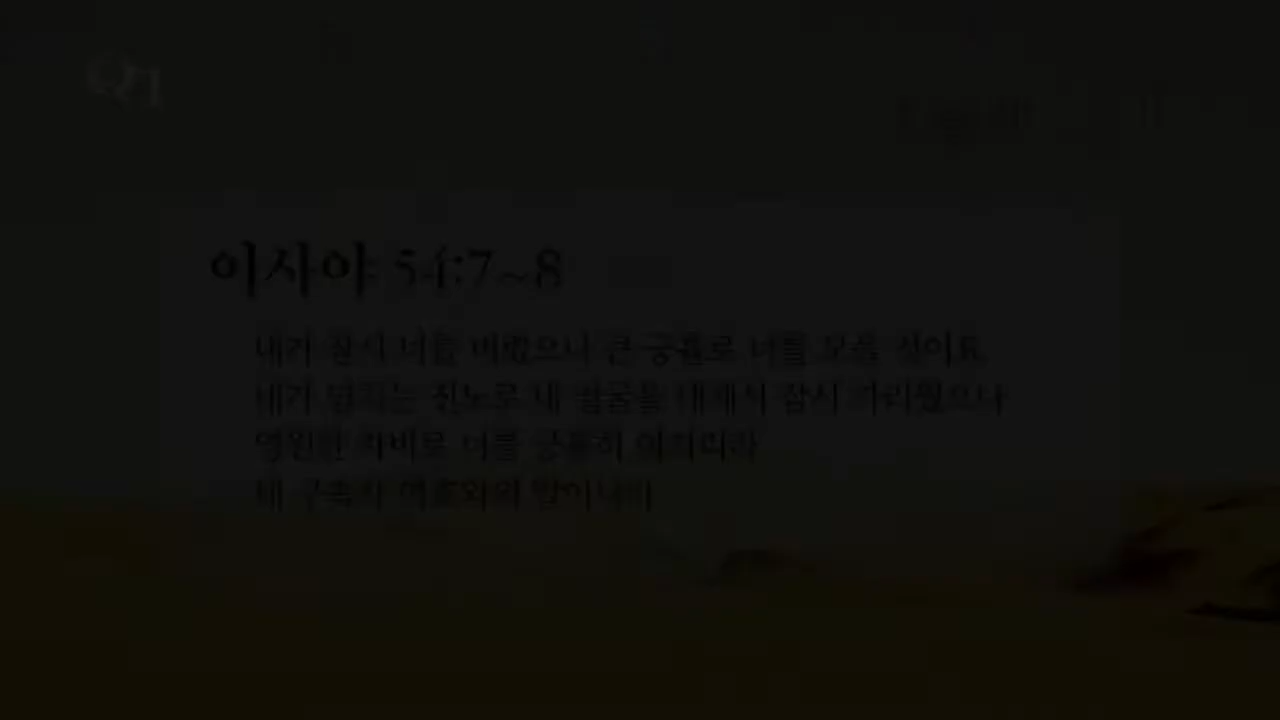 QT
이사야 54:7~8
내가 잠시 너를 버렸으나 큰 긍휼로 너를 모을 것이요
내가 넘치는 진노로 내 얼굴을 네게서 잠시 가리웠으나
영원한 자비로 너를 긍휼히 여기리라
네 구속자 여호와의 말이니라